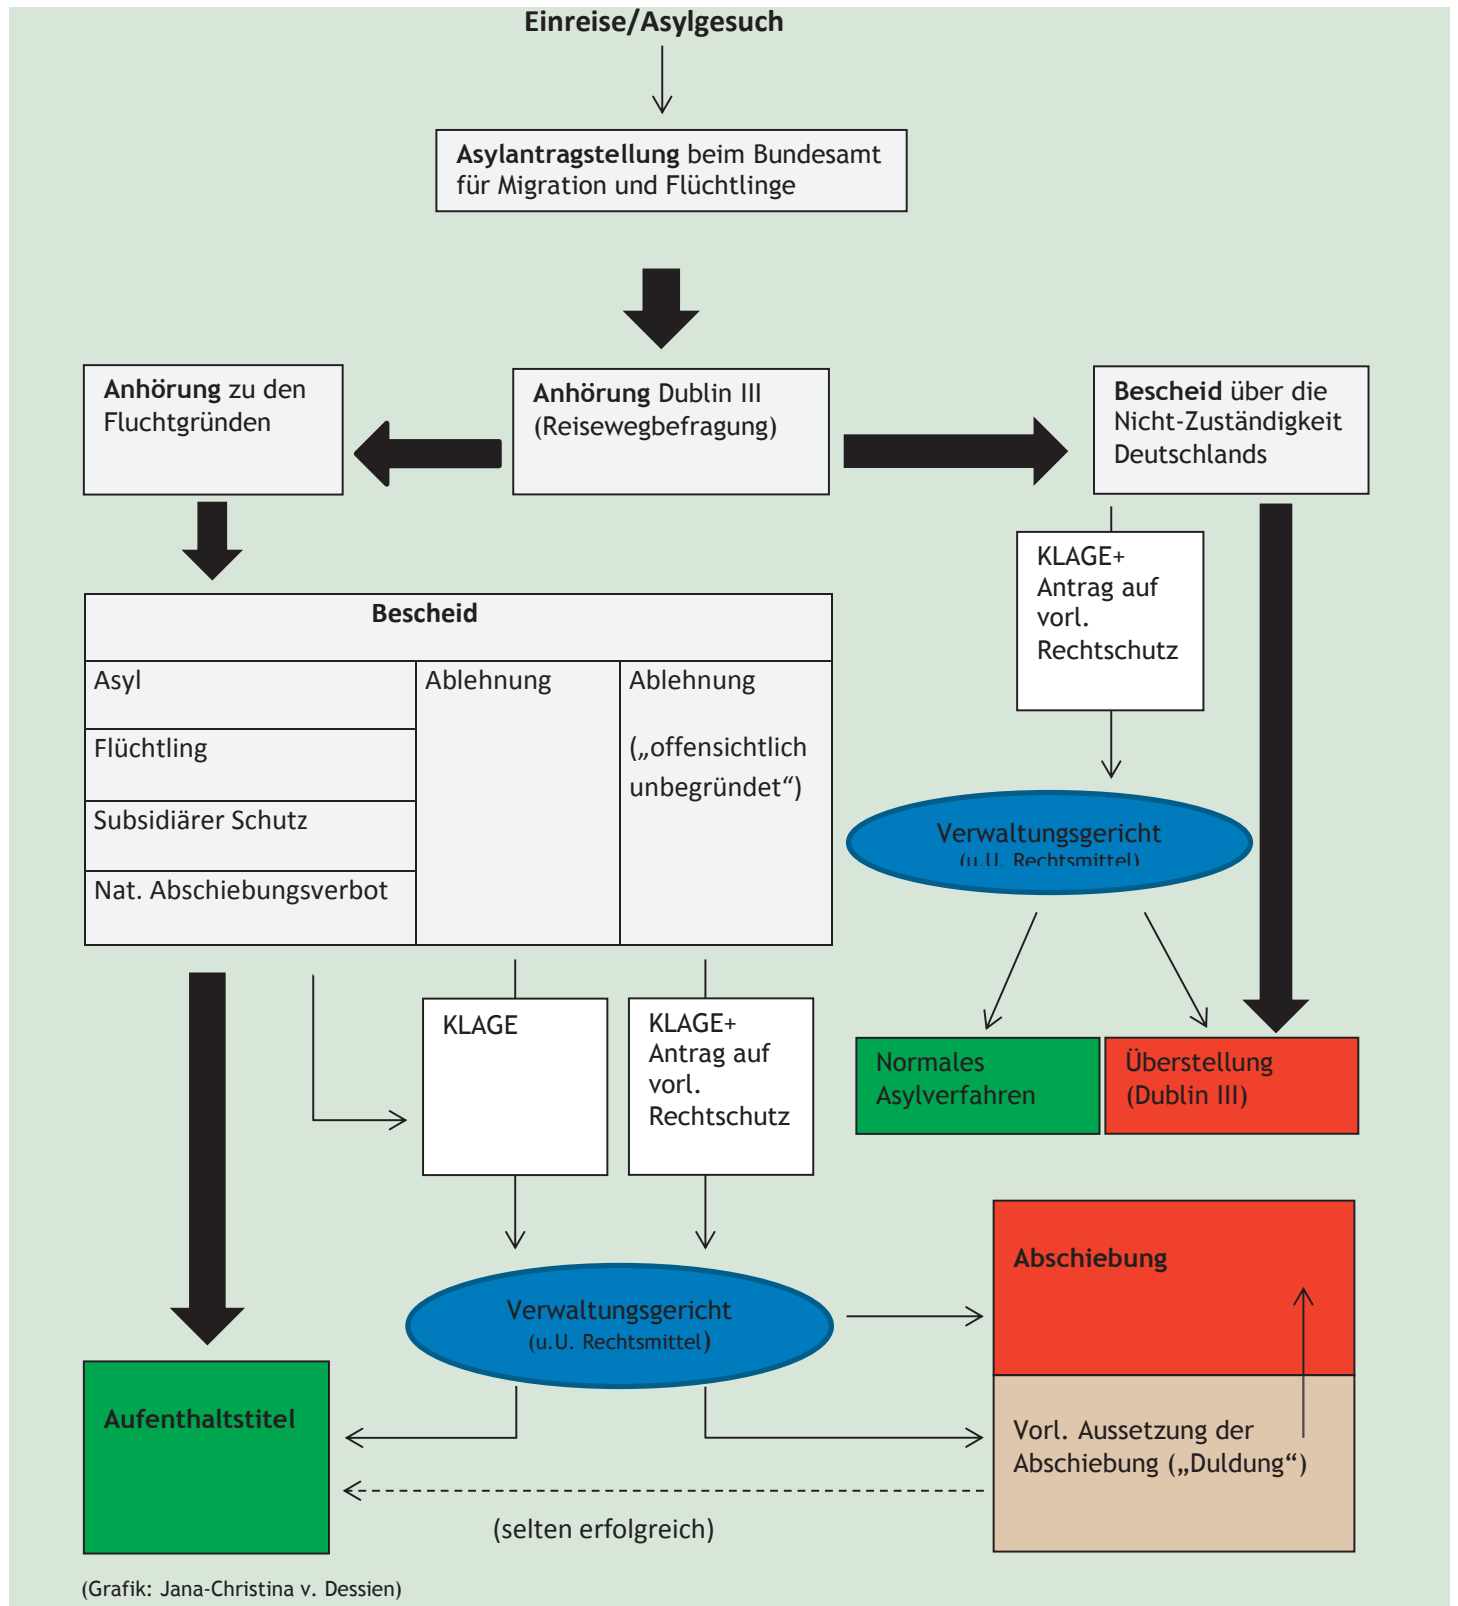 Einreise/Asylgesuch
Asylantragstellung beim Bundesamt
für Migration und Flüchtlinge
Anhörung zu den
Fluchtgründen
Anhörung Dublin III
(Reisewegbefragung)
Bescheid über die
Nicht-Zuständigkeit
Deutschlands
KLAGE+
Antrag auf
vorl.
Rechtschutz
Bescheid
Asyl
Flüchtling
Subsidiärer Schutz
Nat. Abschiebungsverbot
Ablehnung
Ablehnung
(„offensichtlich
unbegründet“)
Verwaltungsgericht
(u.U. Rechtsmittel)
Normales
Asylverfahren
Überstellung
(Dublin III)
KLAGE
KLAGE+
Antrag auf
vorl.
Rechtschutz
Verwaltungsgericht
(u.U. Rechtsmittel)
Abschiebung
Vorl. Aussetzung der
Abschiebung („Duldung“)
Aufenthaltstitel
(selten erfolgreich)
(Grafik: Jana-Christina v. Dessien)